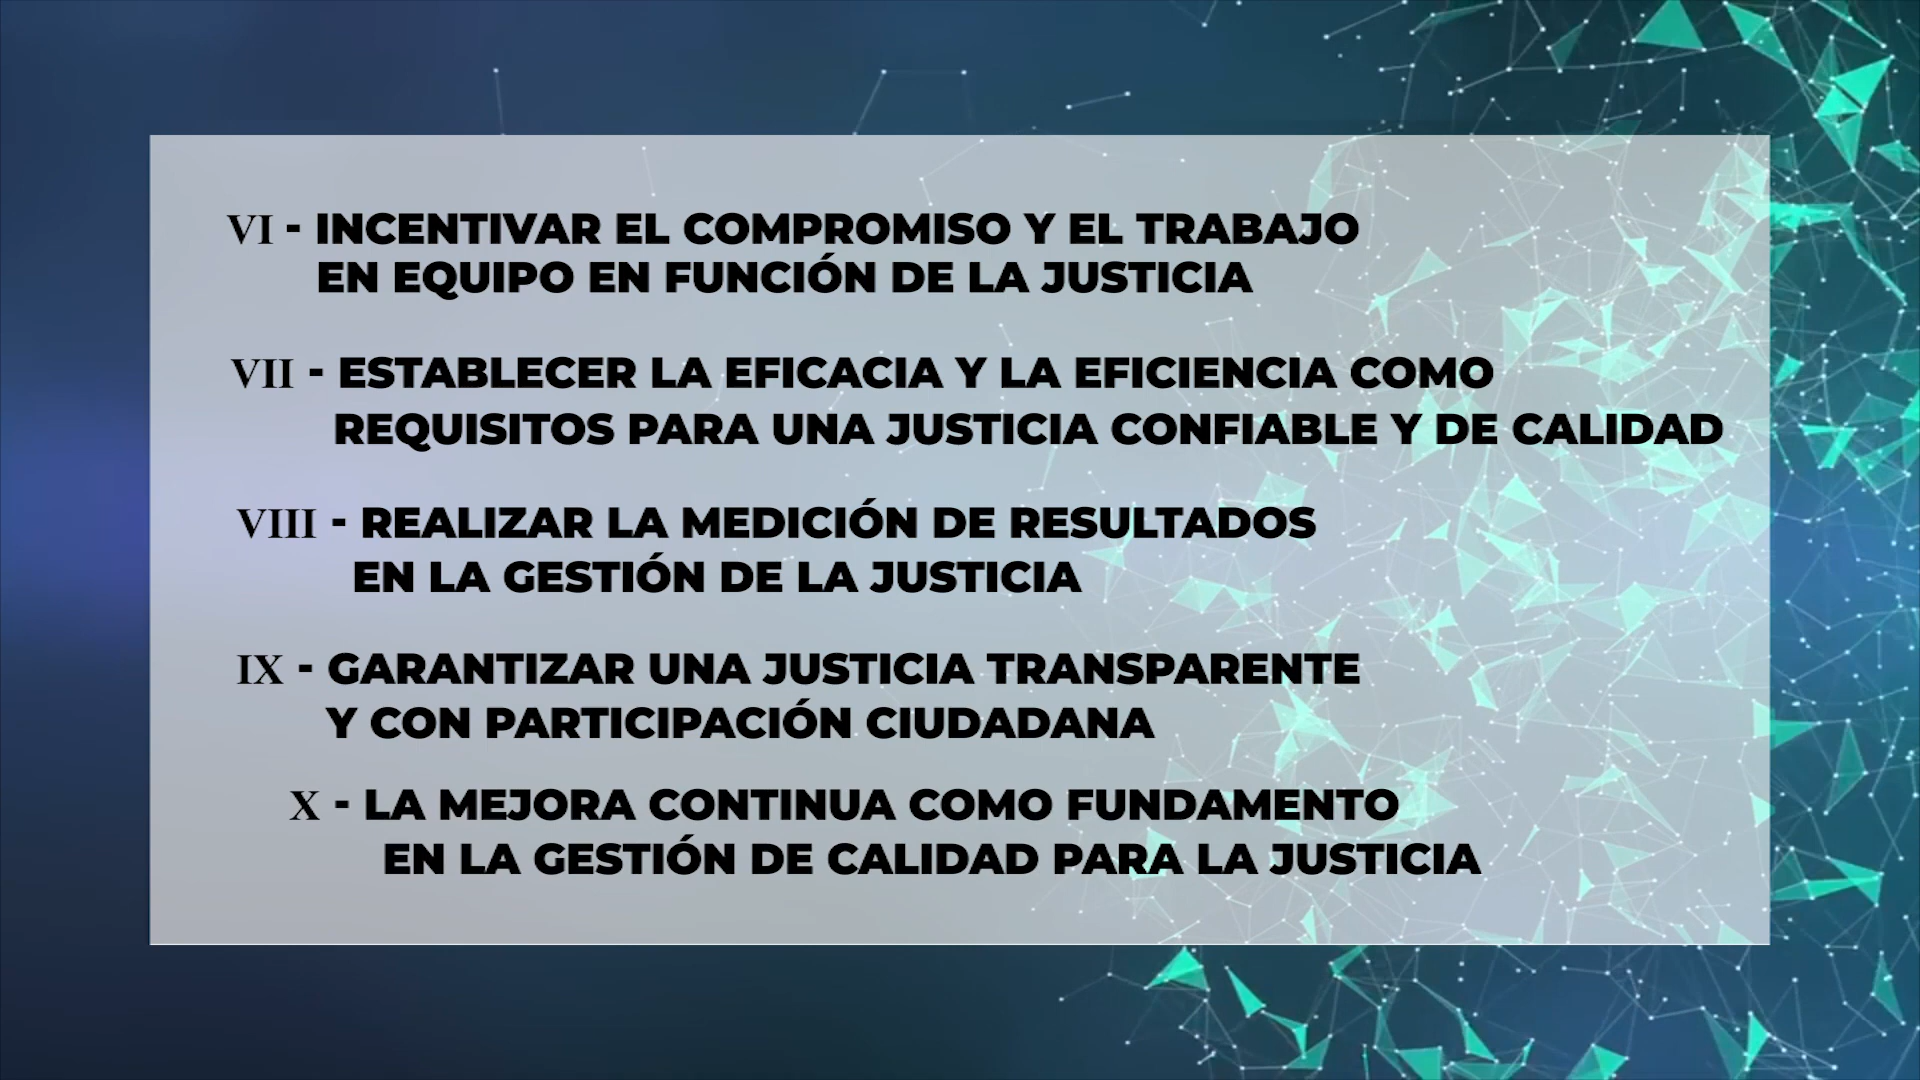 VI - INCENTIVAR EL COMPROMISO Y EL TRABAJO
EN EQUIPO EN FUNCIÓN DE LA JUSTICIA
VII - ESTABLECER LA EFICACIA Y LA EFICIENCIA COMO
REQUISITOS PARA UNA JUSTICIA CONFIABLE Y DE CALIDAD
VIII - REALIZAR LA MEDICIÓN DE RESULTADOS
EN LA GESTIÓN DE LA JUSTICIA
IX - GARANTIZAR UNA JUSTICIA TRANSPARENTE
Y CON PARTICIPACIÓN CIUDADANA
X - LA MEJORA CONTINUA COMO FUNDAMENTO
EN LA GESTIÓN DE CALIDAD PARA LA JUSTICIA